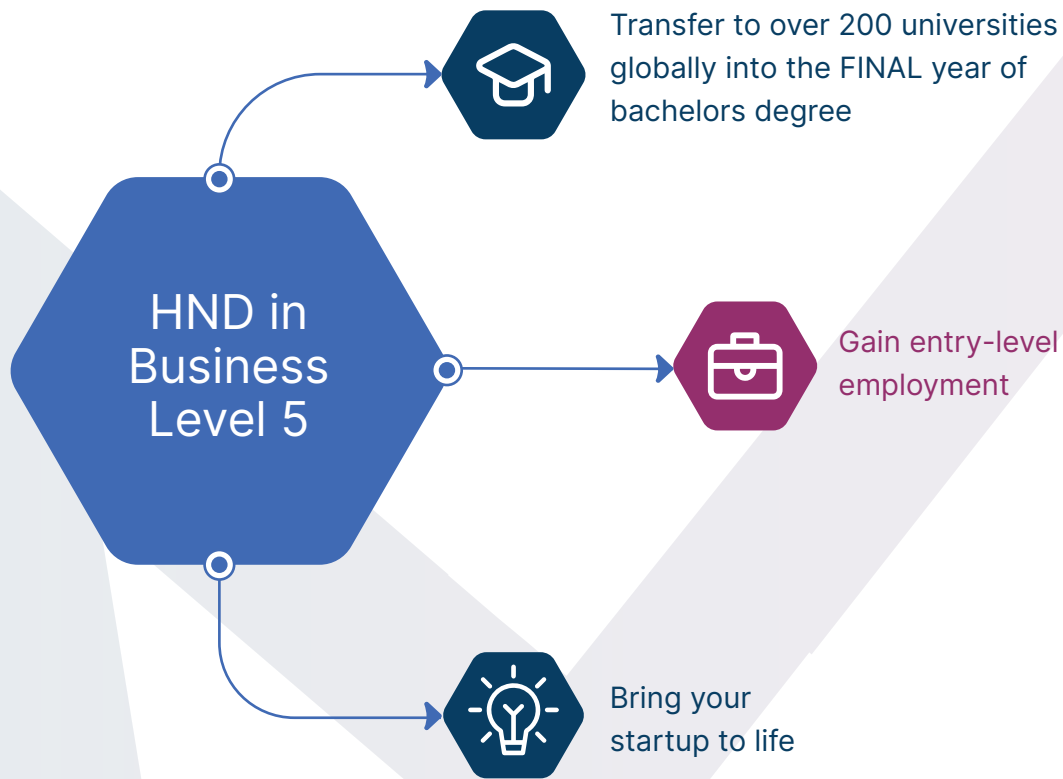 Transfer to over 200 universities
globally into the FINAL year of
bachelors degree
HND in
Business
Level 5
Gain entry-level
employment
Bring your
startup to life